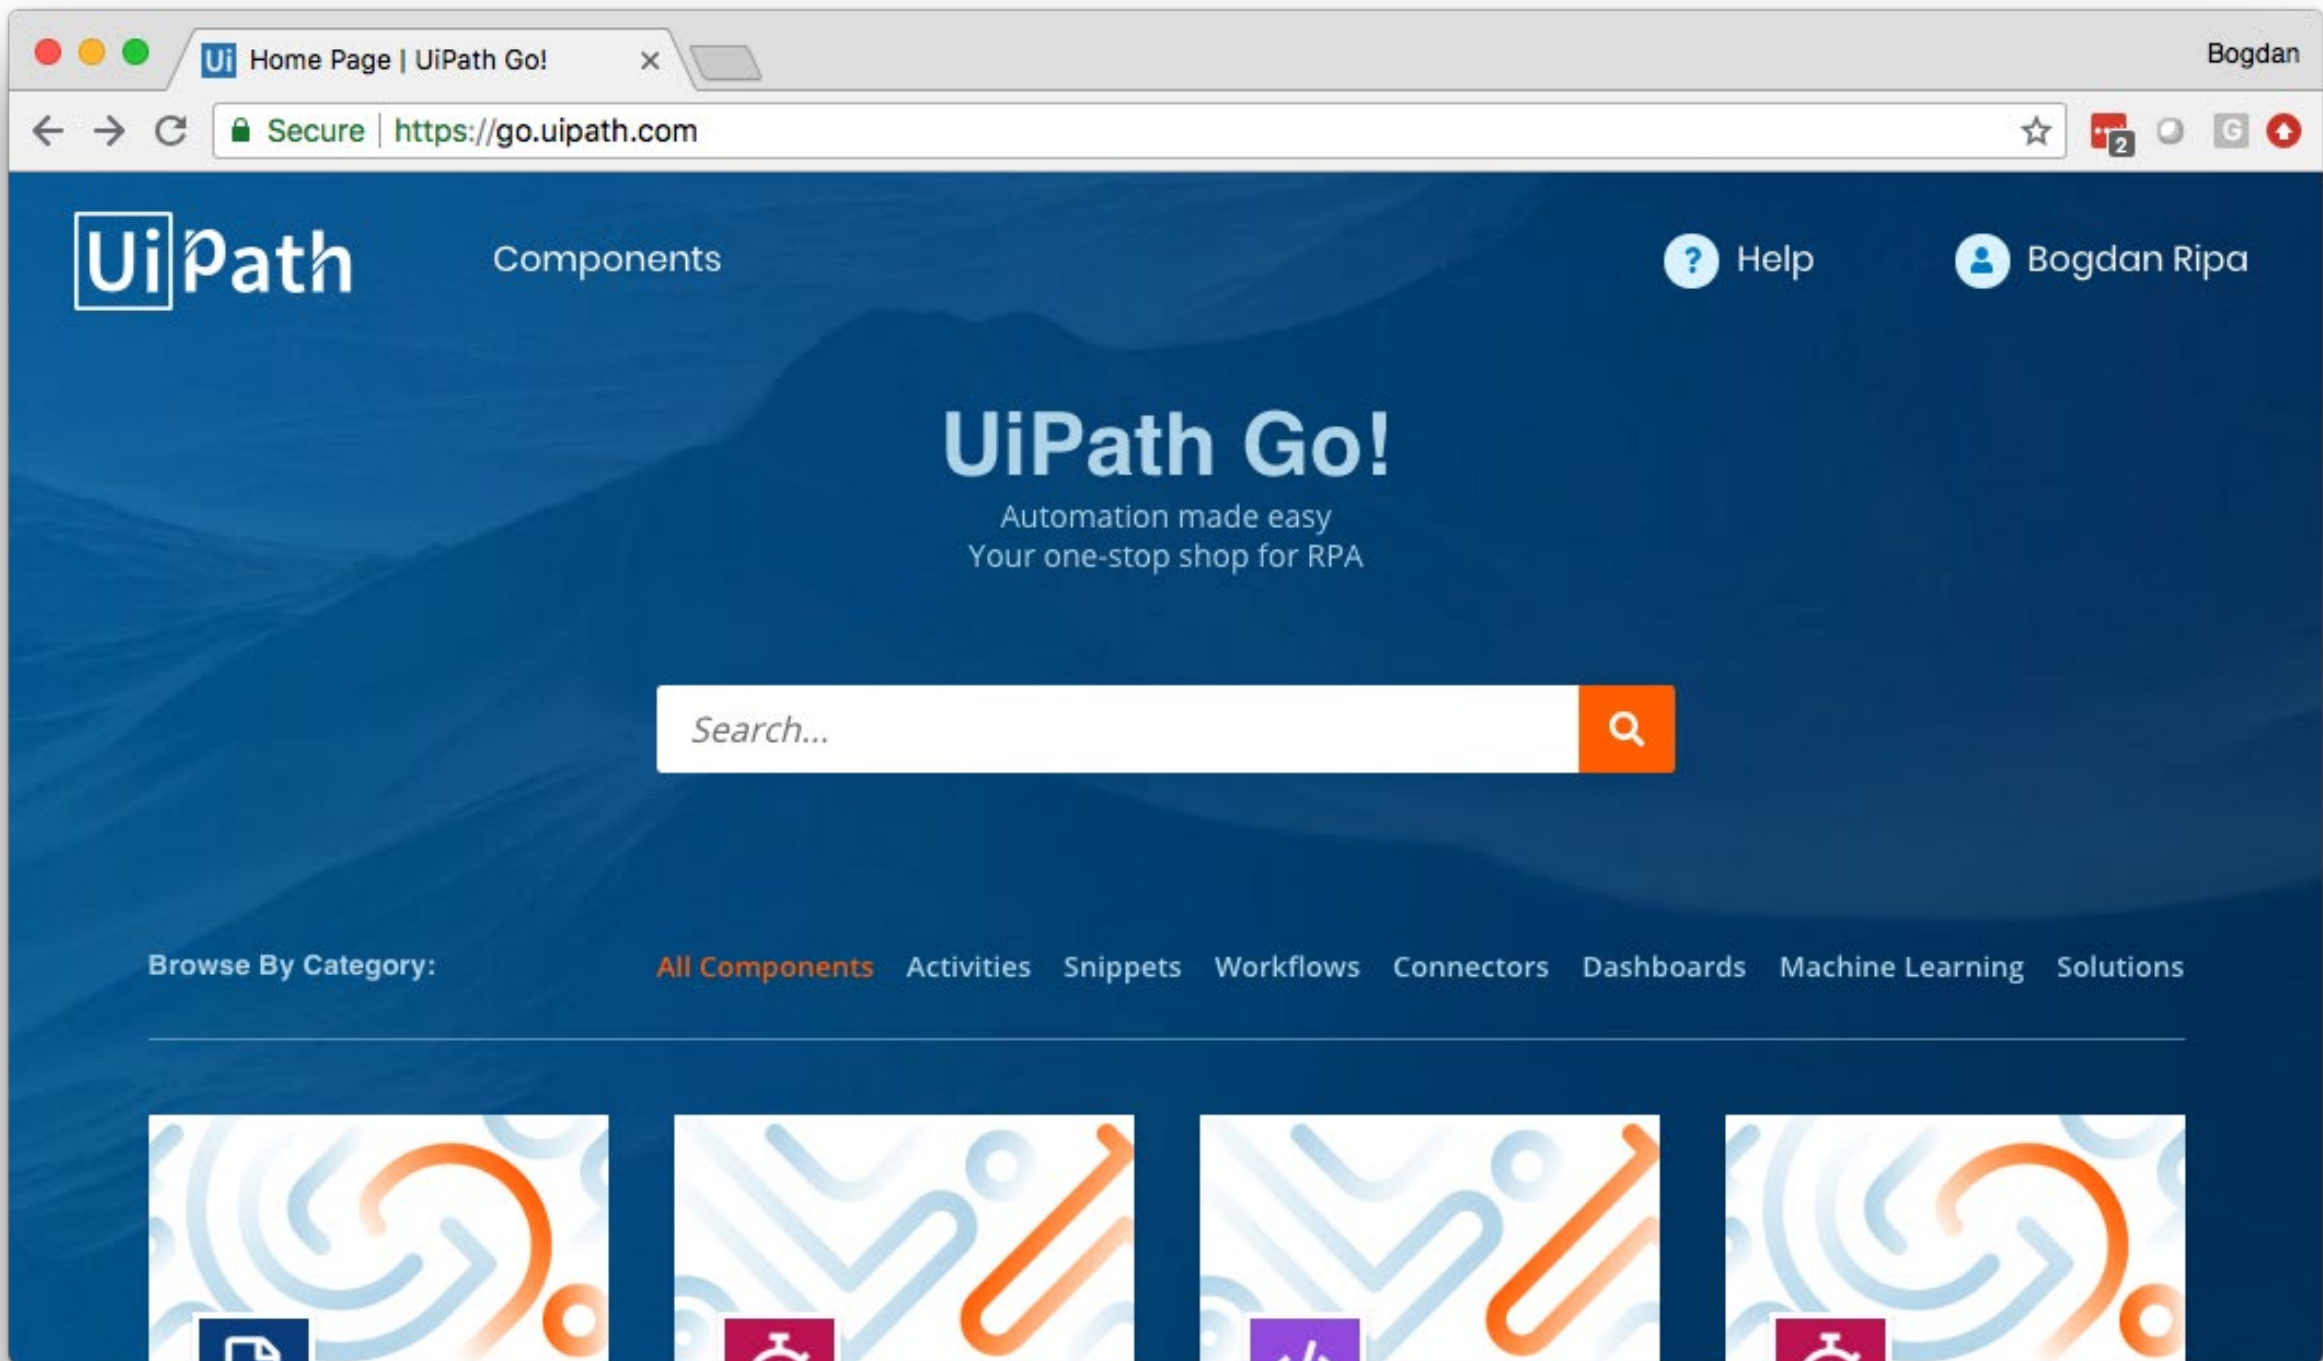 Ui Home Page | UiPath Go!
Bogdan
Secure | https://go.uipath.com
2
G
UiPath
Components
? Help
Bogdan Ripa
UiPath Go!
Automation made easy
Your one-stop shop for RPA
Search...
Browse By Category:
All Components Activities Snippets Workflows Connectors Dashboards Machine Learning Solutions